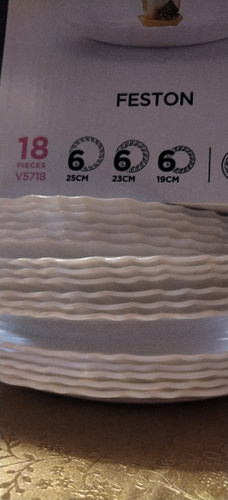 FESTON
18 6 6 6
PIECES
V5718 25CM 23CM 19CM